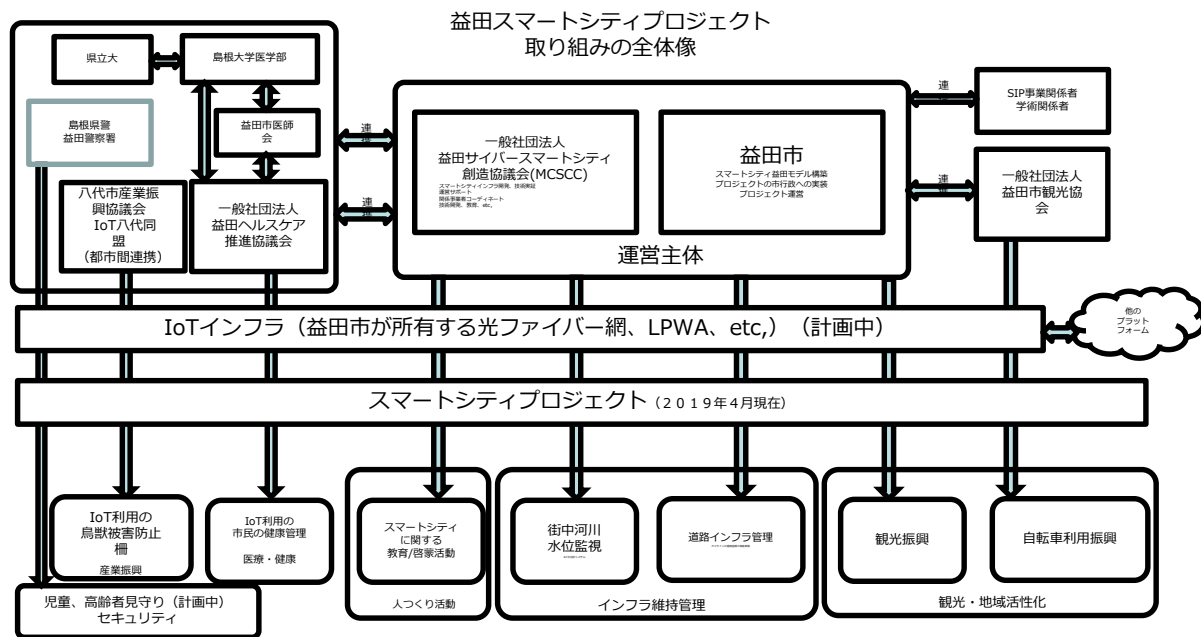 益田スマートシティプロジェクト
取り組みの全体像
県立大
島根大学医学部
島根県警
益田警察署
益田市医師
会
八代市産業振
興協議会
IoT八代同
盟
（都市間連携）
一般社団法人
益田ヘルスケア
推進協議会
連
携
連
携
一般社団法人
益田サイバースマートシティ
創造協議会(MCSCC)
スマートシティインフラ開発、技術実証
運営サポート
関係事業者コーディネート
技術開発、教育、etc,
益田市
スマートシティ益田モデル構築
プロジェクトの市行政への実装
プロジェクト運営
運営主体
連
連
SIP事業関係者
学術関係者
一般社団法人
益田市観光協
会
IoTインフラ（益田市が所有する光ファイバー網、LPWA、etc,）（計画中）
他の
プラット
フォーム
スマートシティプロジェクト（２０１９年４月現在）
IoT利用の
鳥獣被害防止
柵
産業振興
IoT利用の
市民の健康管理
医療・健康
スマートシティ
に関する
教育/啓蒙活動
人つくり活動
街中河川
水位監視
道路インフラ管理
インフラ維持管理
観光振興
自転車利用振興
観光・地域活性化
児童、高齢者見守り（計画中）
セキュリティ